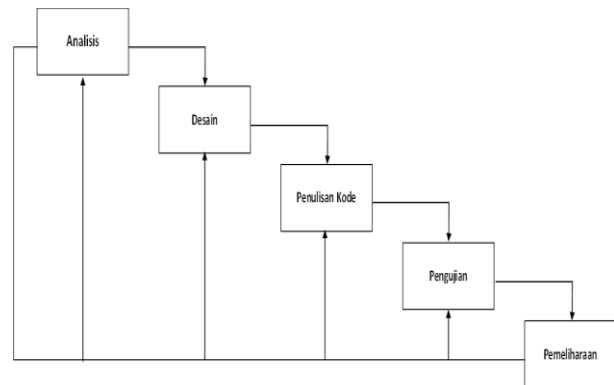 Analisis
Desain
Penulisan Kode
Pengujian
Pemeliharaan